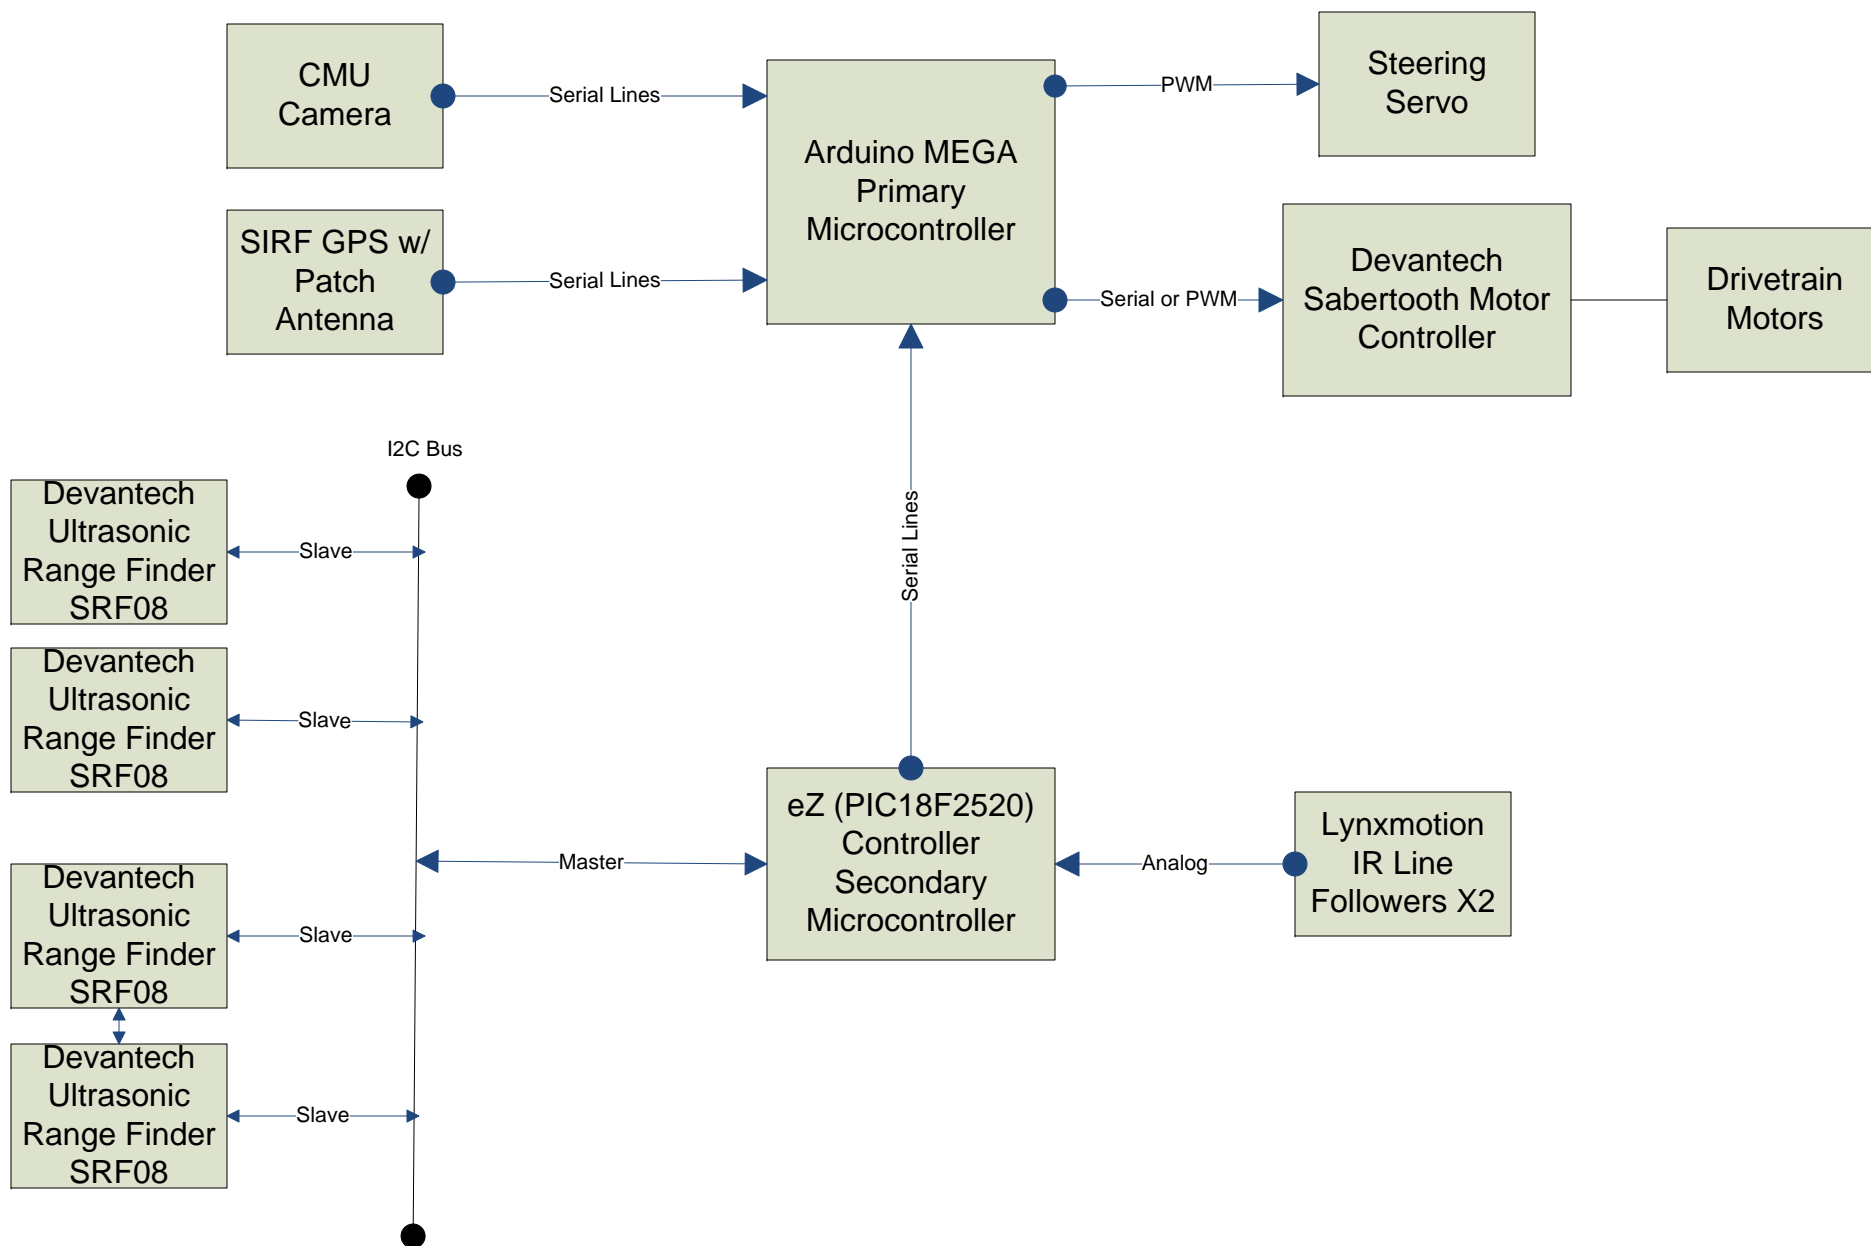 CMU
Camera
Serial Lines
Arduino MEGA
Primary
Microcontroller
PWM
Steering
Servo
SIRF GPS w/
Patch
Antenna
Serial Lines
Serial or PWM
Devantech
Sabertooth Motor
Controller
Drivetrain
Motors
I2C Bus
Devantech
Ultrasonic
Range Finder
SRF08
Slave
Serial Lines
Devantech
Ultrasonic
Range Finder
SRF08
Slave
Devantech
Ultrasonic
Range Finder
SRF08
Slave
Master
eZ (PIC18F2520)
Controller
Secondary
Microcontroller
Analog
Lynxmotion
IR Line
Followers X2
Devantech
Ultrasonic
Range Finder
SRF08
Slave